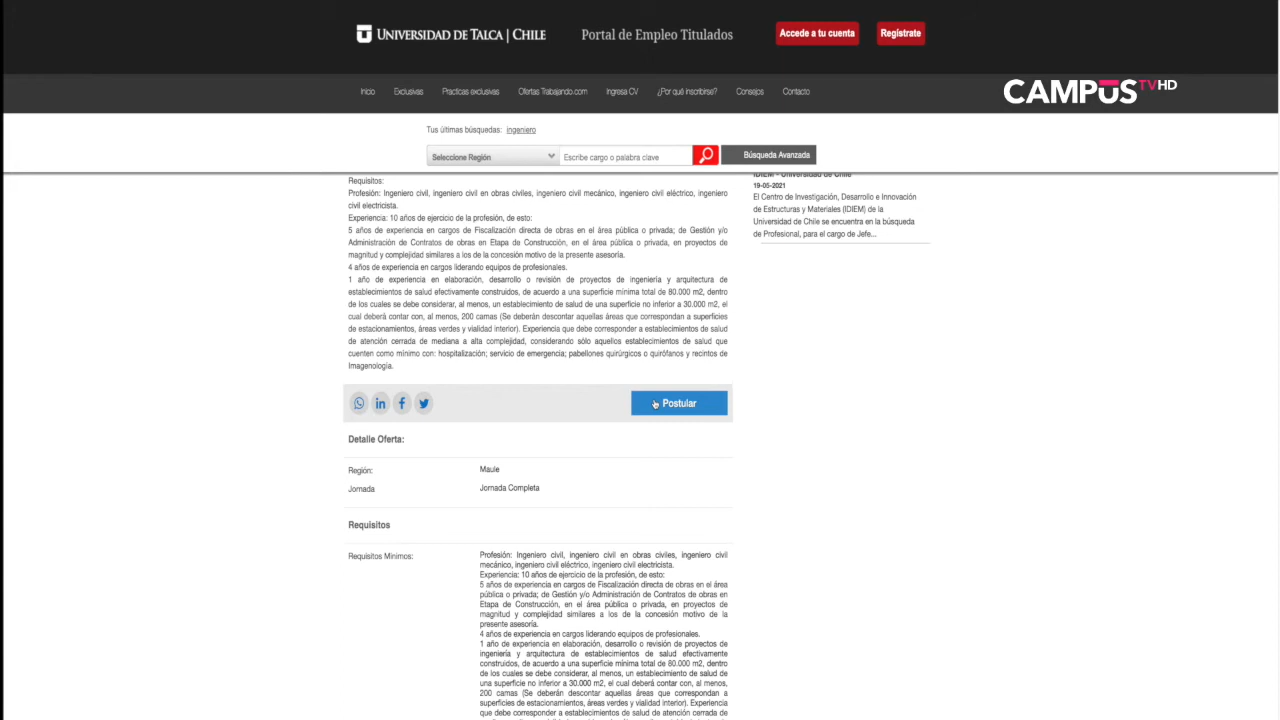 UNIVERSIDAD DE TALCA | CHILE
Portal de Empleo Titulados
Accede a tu cuenta
Regístrate
Inicio
Exclusivas
Practicas exclusivas
Ofertas Trabajando.com
Ingresa CV
¿Por qué inscribirse?
Consejos
Contacto
CAMPUS TV HD
Tus últimas búsquedas: ingeniero
Seleccione Región
Escribe cargo o palabra clave
Búsqueda Avanzada
Requisitos:
Profesión: Ingeniero civil, ingeniero civil en obras civiles, ingeniero civil mecánico, ingeniero civil eléctrico, ingeniero
civil electricista.
Experiencia: 10 años de ejercicio de la profesión, de esto:
5 años de experiencia en cargos de Fiscalización directa de obras en el área pública o privada; de Gestión y/o
Administración de Contratos de obras en Etapa de Construcción, en el área pública o privada, en proyectos de
magnitud y complejidad similares a los de la concesión motivo de la presente asesoría.
4 años de experiencia en cargos liderando equipos de profesionales.
1 año de experiencia en elaboración, desarrollo o revisión de proyectos de ingeniería y arquitectura de
establecimientos de salud efectivamente construidos, de acuerdo a una superficie mínima total de 80.000 m2, dentro
de los cuales se debe considerar, al menos, un establecimiento de salud de una superficie no inferior a 30.000 m2, el
cual deberá contar con, al menos, 200 camas (Se deberán descontar aquellas áreas que correspondan a superficies
de estacionamientos, áreas verdes y vialidad interior). Experiencia que debe corresponder a establecimientos de salud
de atención cerrada de mediana a alta complejidad, considerando sólo aquellos establecimientos de salud que
cuenten como mínimo con: hospitalización; servicio de emergencia; pabellones quirúrgicos o quirófanos y recintos de
Imagenología.
IDIEM - Universidad de Chile
19-05-2021
El Centro de Investigación, Desarrollo e Innovación
de Estructuras y Materiales (IDIEM) de la
Universidad de Chile se encuentra en la búsqueda
de Profesional, para el cargo de Jefe...
Postular
Detalle Oferta:
Región: Maule
Jornada Jornada Completa
Requisitos
Requisitos Mínimos:
Profesión: Ingeniero civil, ingeniero civil en obras civiles, ingeniero civil
mecánico, ingeniero civil eléctrico, ingeniero civil electricista.
Experiencia: 10 años de ejercicio de la profesión, de esto:
5 años de experiencia en cargos de Fiscalización directa de obras en el área
pública o privada; de Gestión y/o Administración de Contratos de obras en
Etapa de Construcción, en el área pública o privada, en proyectos de
magnitud y complejidad similares a los de la concesión motivo de la
presente asesoría.
4 años de experiencia en cargos liderando equipos de profesionales.
1 año de experiencia en elaboración, desarrollo o revisión de proyectos de
ingeniería y arquitectura de establecimientos de salud efectivamente
construidos, de acuerdo a una superficie mínima total de 80.000 m2, dentro
de los cuales se debe considerar, al menos, un establecimiento de salud de
una superficie no inferior a 30.000 m2, el cual deberá contar con, al menos,
200 camas (Se deberán descontar aquellas áreas que correspondan a
superficies de estacionamientos, áreas verdes y vialidad interior). Experiencia
que debe corresponder a establecimientos de salud de atención cerrada de